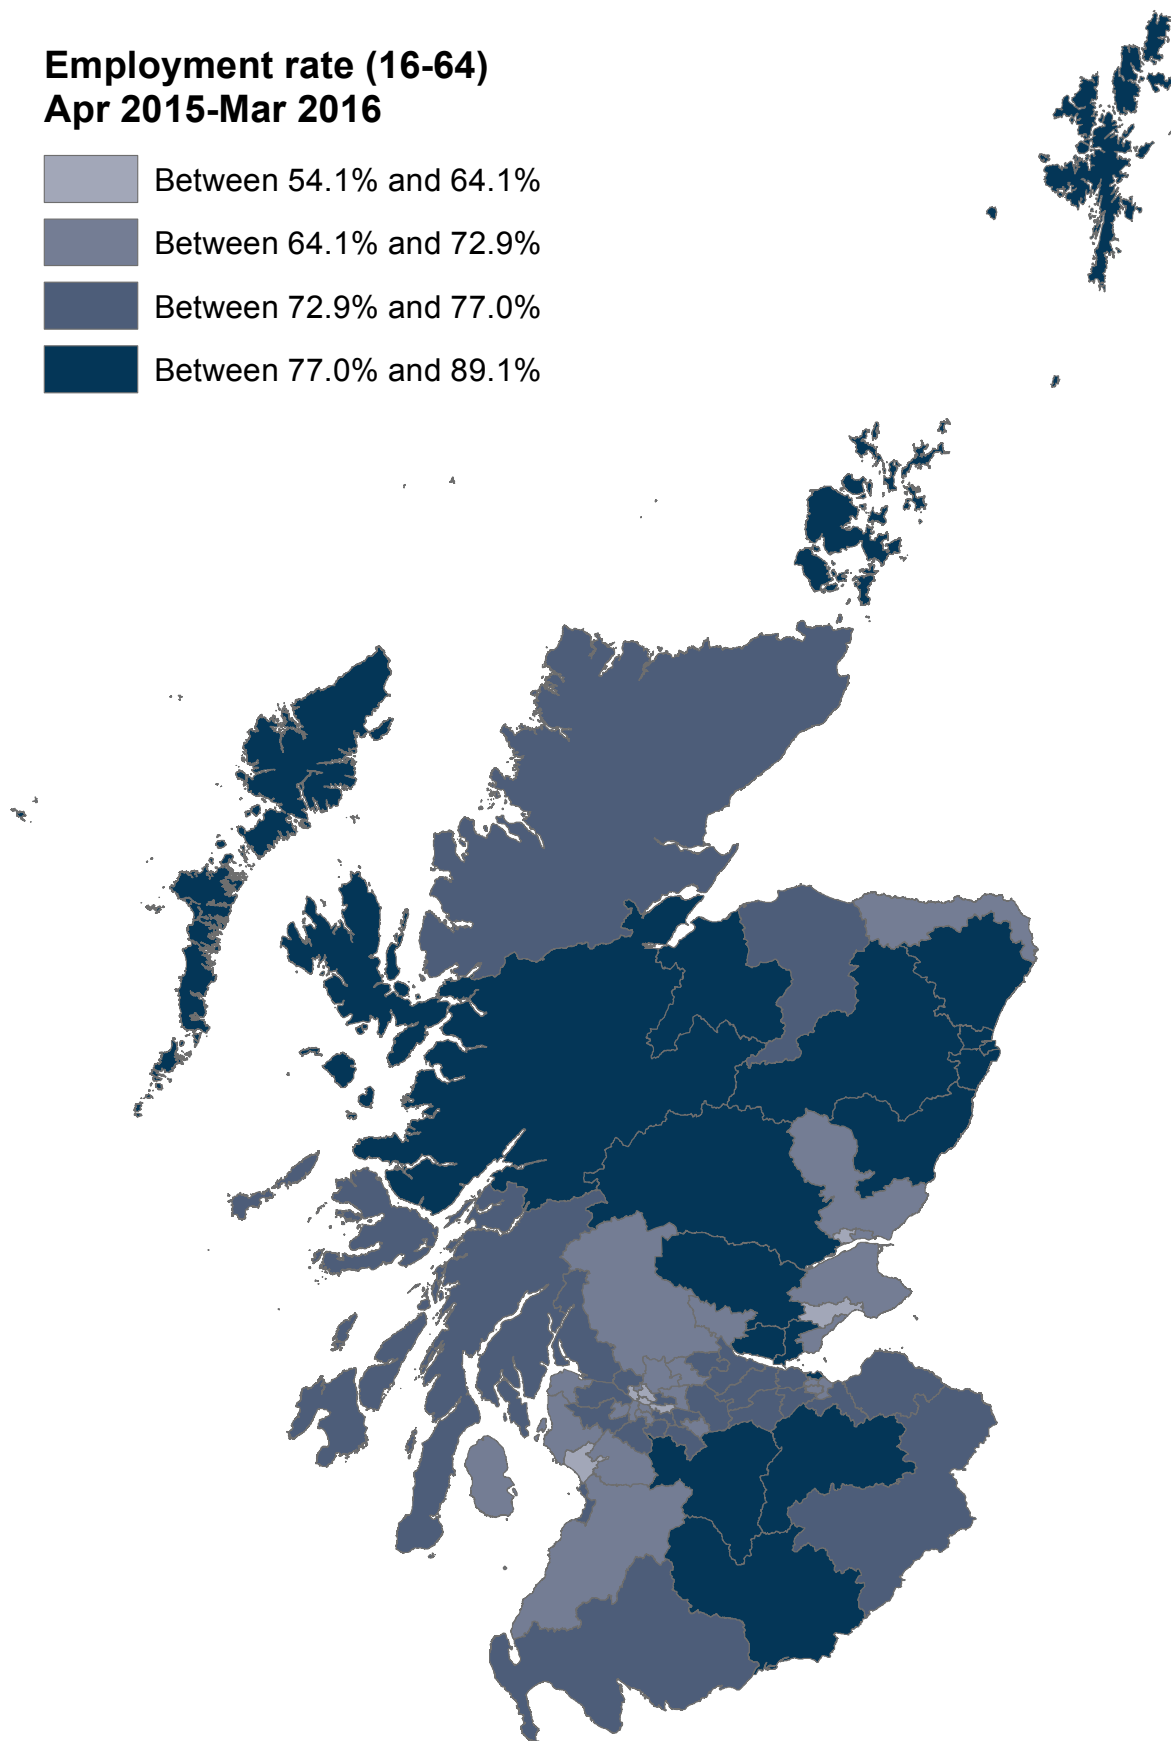 Employment rate (16-64)
Apr 2015-Mar 2016
Between 54.1% and 64.1%
Between 64.1% and 72.9%
Between 72.9% and 77.0%
Between 77.0% and 89.1%